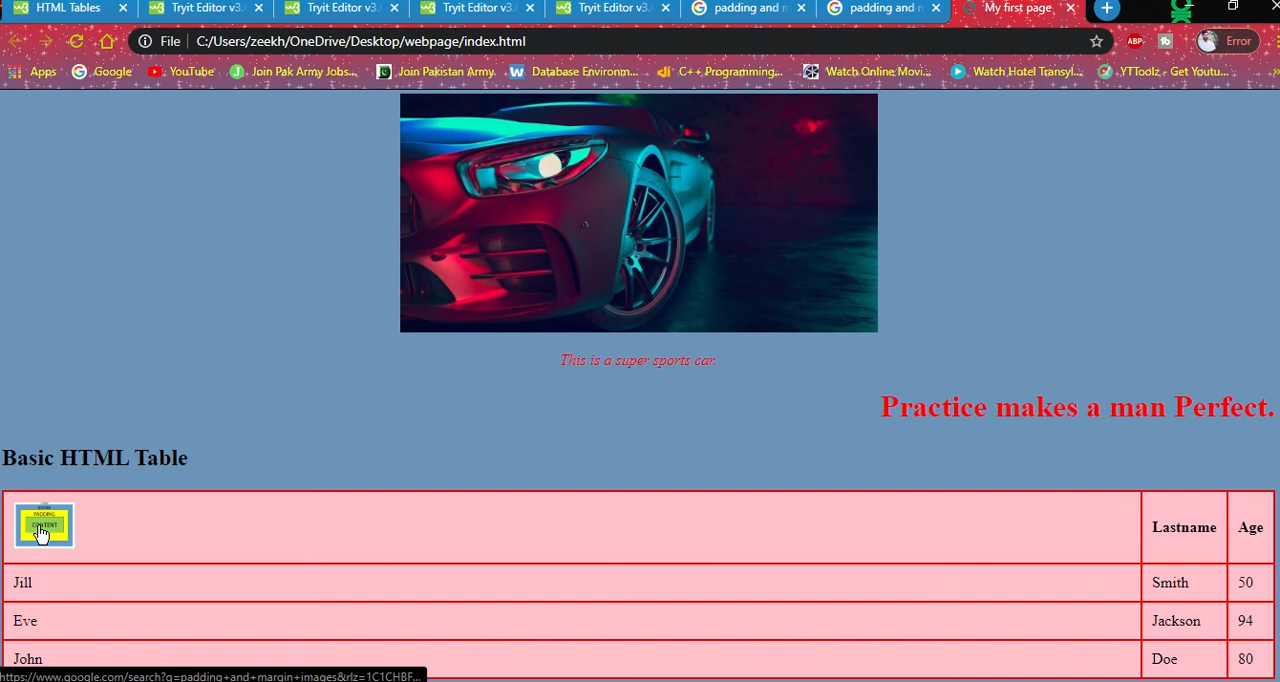 HTML Tables
Tryit Editor v3.
Tryit Editor v3.
Tryit Editor v3.
Tryit Editor v3.
padding and
padding and
My first page
File
C:/Users/zeekh/OneDrive/Desktop/webpage/index.html
ABP
fb
Error
Apps
Google
YouTube
Join Pak Army Jobs...
Join Pakistan Army
Database Environm...
C++ Programming,...
Watch Online Movi...
Watch Hotel Transyl...
YTToolz - Get Youtu...
This is a super sports car.
Practice makes a man Perfect.
Basic HTML Table
PADDING
CONTENT
Lastname Age
Jill Smith 50
Eve Jackson 94
John Doe 80
https://www.google.com/search?q=padding+and+margin+images&rlz=1C1CHBF...